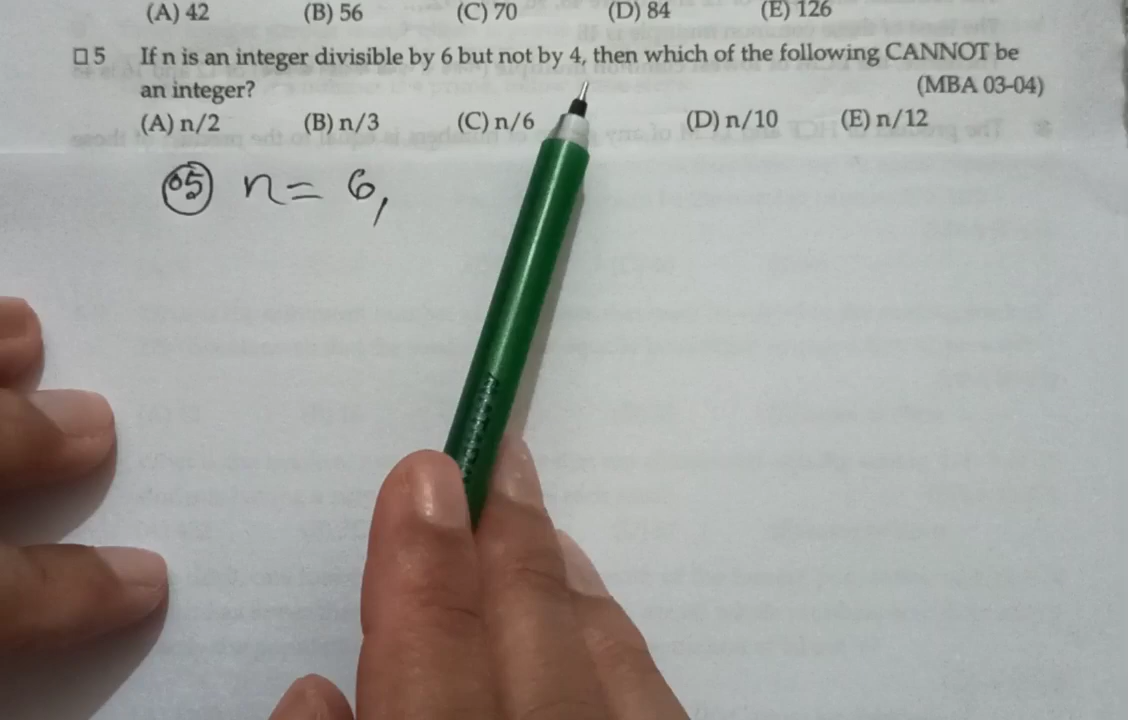 (A) 42 (B) 56 (C) 70 (D) 84 (E) 126
□ 5 If n is an integer divisible by 6 but not by 4, then which of the following CANNOT be
an integer? (MBA 03-04)
(A) n/2 (B) n/3 (C) n/6 (D) n/10 (E) n/12
05 n = 6,